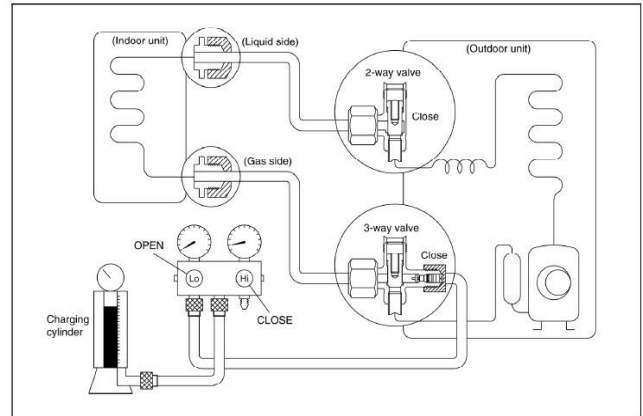 (Indoor unit)
(Liquid side)
(Outdoor unit)
2-way valve
Close
(Gas side)
3-way valve
Close
OPEN
Lo
Hi
CLOSE
Charging
cylinder